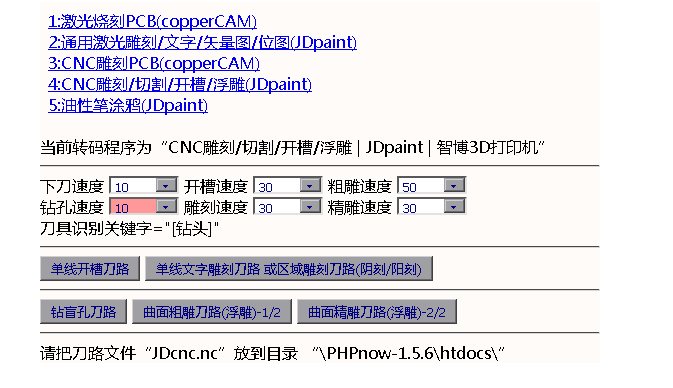 1:激光烧刻PCB(copperCAM)
2:通用激光雕刻/文字/矢量图/位图(JDpaint)
3:CNC雕刻PCB(copperCAM)
4:CNC雕刻/切割/开槽/浮雕(JDpaint)
5:油性笔涂鸦(JDpaint)
当前转码程序为“CNC雕刻/切割/开槽/浮雕 | JDpaint | 智博3D打印机”
下刀速度 10 开槽速度 30 粗雕速度 50
钻孔速度 10 雕刻速度 30 精雕速度 30
刀具识别关键字="[钻头]"
单线开槽刀路 单线文字雕刻刀路 或区域雕刻刀路(阴刻/阳刻)
钻盲孔刀路 曲面粗雕刀路(浮雕)-1/2 曲面精雕刀路(浮雕)-2/2
请把刀路文件“JDcnc.nc”放到目录 “\PHPnow-1.5.6\htdocs\”